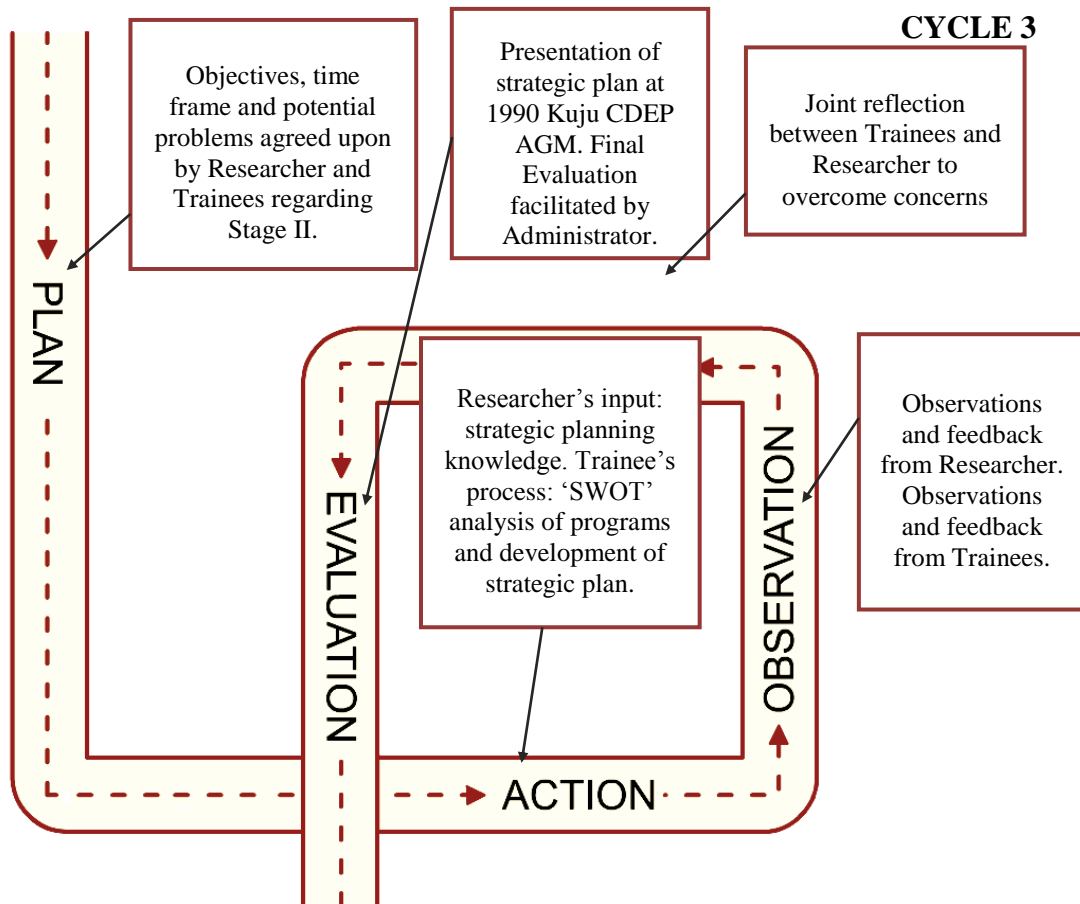 CYCLE 3
Objectives, time
frame and potential
problems agreed upon
by Researcher and
Trainees regarding
Stage II.
Presentation of
strategic plan at
1990 Kuju CDEP
AGM. Final
Evaluation
facilitated by
Administrator.
Joint reflection
between Trainees and
Researcher to
overcome concerns
PLAN
Researcher’s input:
strategic planning
knowledge. Trainee’s
process: ‘SWOT’
analysis of programs
and development of
strategic plan.
Observations
and feedback
from Researcher.
Observations
and feedback
from Trainees.
EVALUATION
OBSERVATION
ACTION